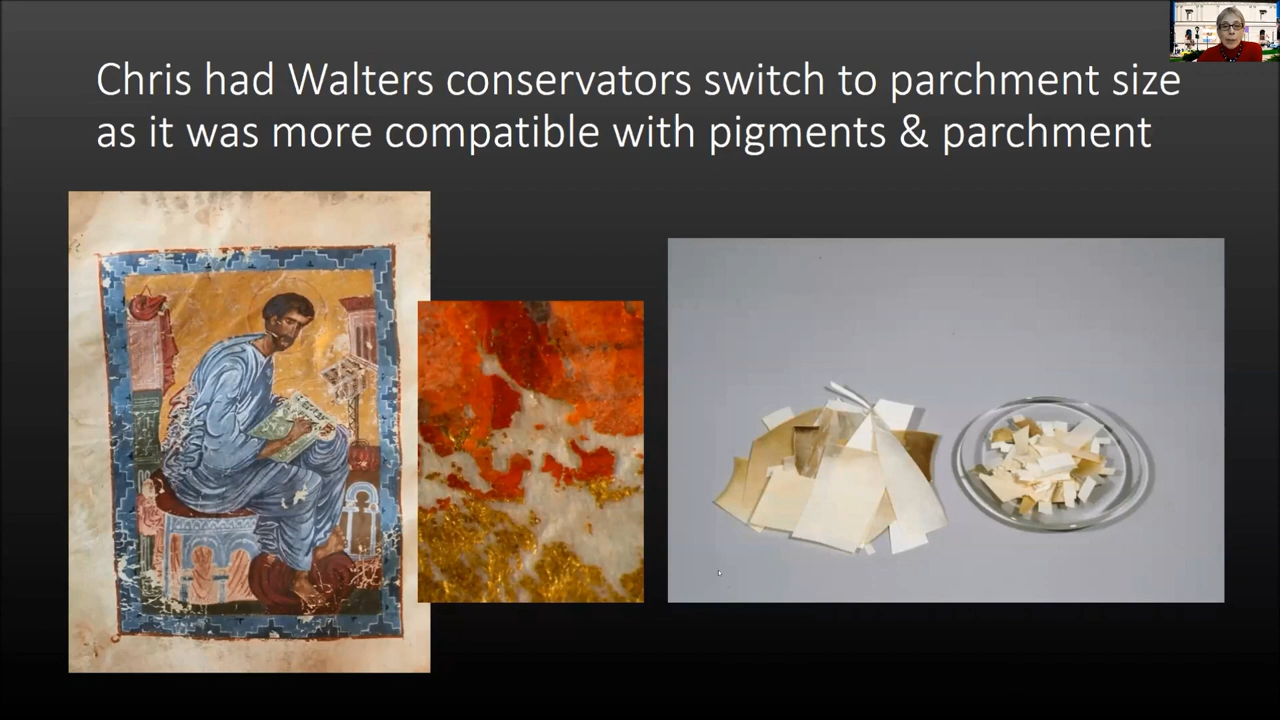 Chris had Walters conservators switch to parchment size
as it was more compatible with pigments & parchment